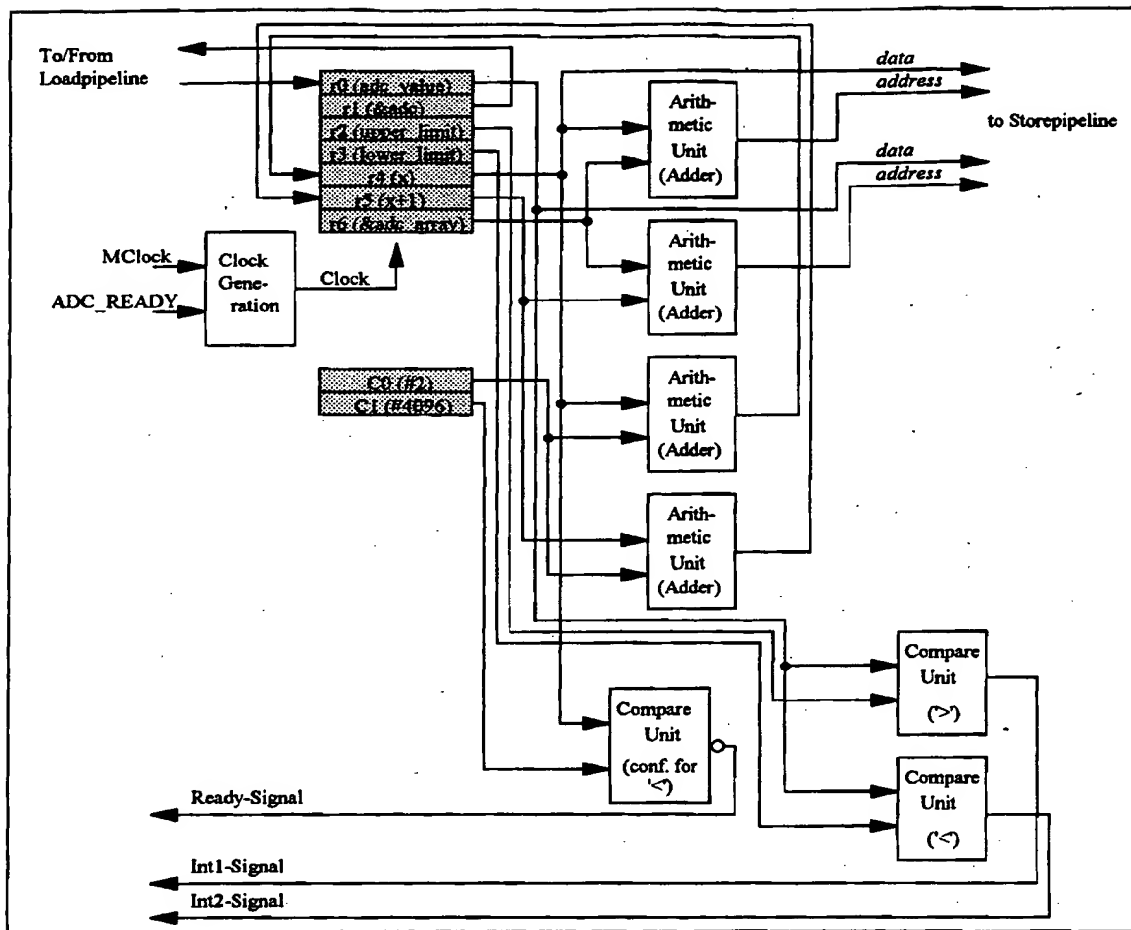 To/From
Loadpipeline
r0 (adc_value)
r1 (&adc)
r2 (upper_limit)
r3 (lower_limit)
r4 (x)
r5 (x+1)
r6 (&adc_array)
data
address
to Storepipeline
data
address
Arith-
metic
Unit
(Adder)
Arith-
metic
Unit
(Adder)
MClock
ADC_READY
Clock
Gene-
ration
Clock
C0 (#2)
C1 (#4096)
Arith-
metic
Unit
(Adder)
Arith-
metic
Unit
(Adder)
Compare
Unit
('>')
Compare
Unit
(conf. for
'<')
Compare
Unit
('<')
Ready-Signal
Int1-Signal
Int2-Signal